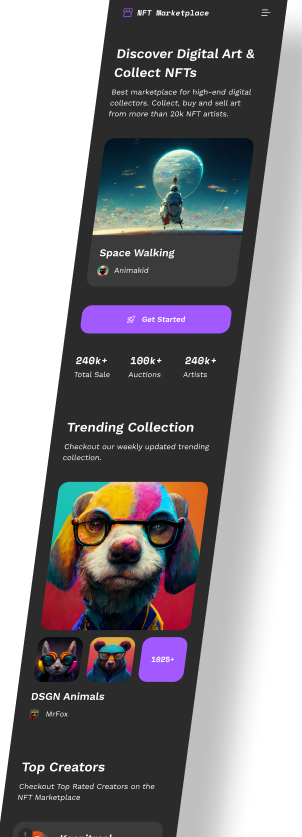 NFT Marketplace
Discover Digital Art &
Collect NFTs
Best marketplace for high-end digital
collectors. Collect, buy and sell art
from more than 20k NFT artists.
Space Walking
Animakid
Get Started
240k+ 100k+ 240k+
Total Sale Auctions Artists
Trending Collection
Checkout our weekly updated trending
collection.
1025+
DSGN Animals
MrFox
Top Creators
Checkout Top Rated Creators on the
NFT Marketplace